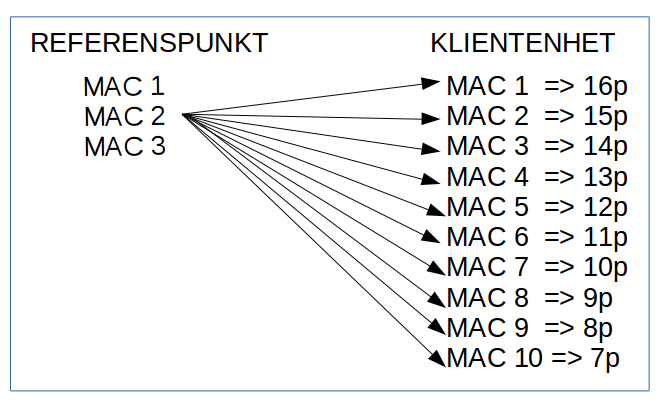 REFERENSPUNKT
MAC 1
MAC 2
MAC 3
KLIENTENHET
MAC 1 => 16p
MAC 2 => 15p
MAC 3 => 14p
MAC 4 => 13p
MAC 5 => 12p
MAC 6 => 11p
MAC 7 => 10p
MAC 8 => 9p
MAC 9 => 8p
MAC 10 => 7p